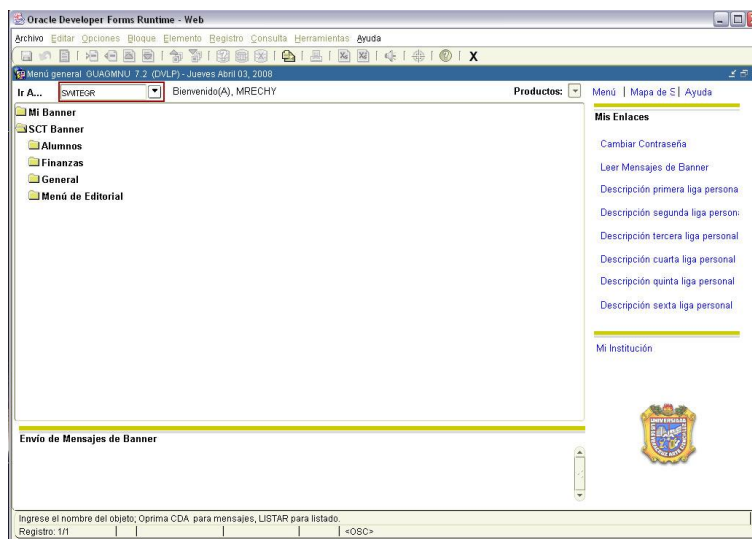 Oracle Developer Forms Runtime - Web
Archivo Editar Opciones Bloque Elemento Registro Consulta Herramientas Ayuda
X
Menú general GUAGMNU 7.2 (DVLP) - Jueves Abril 03, 2008
Ir A... SWITEGR Bienvenido(A), MRECHY Productos: Menú | Mapa de S | Ayuda
Mi Banner
SCT Banner
Alumnos
Finanzas
General
Menú de Editorial
Mis Enlaces
Cambiar Contraseña
Leer Mensajes de Banner
Descripción primera liga persona
Descripción segunda liga person
Descripción tercera liga personal
Descripción cuarta liga personal
Descripción quinta liga personal
Descripción sexta liga personal
Mi Institución
Envío de Mensajes de Banner
Ingrese el nombre del objeto; Oprima CDA para mensajes, LISTAR para listado.
Registro: 1/1 <OSC>